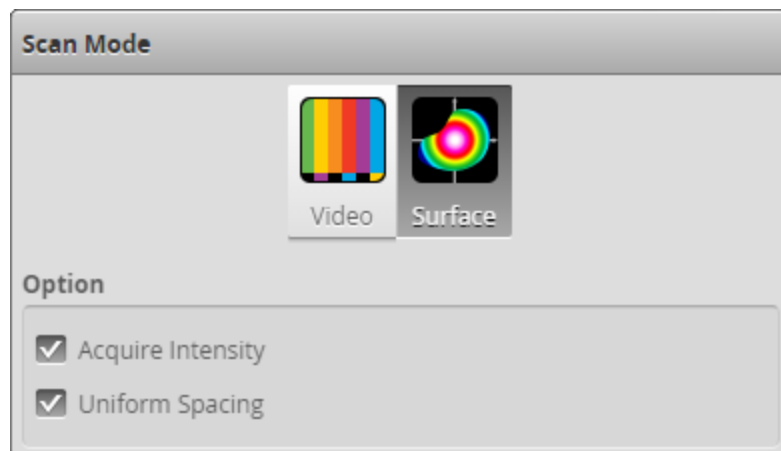 Scan Mode
Video Surface
Option
Acquire Intensity
Uniform Spacing